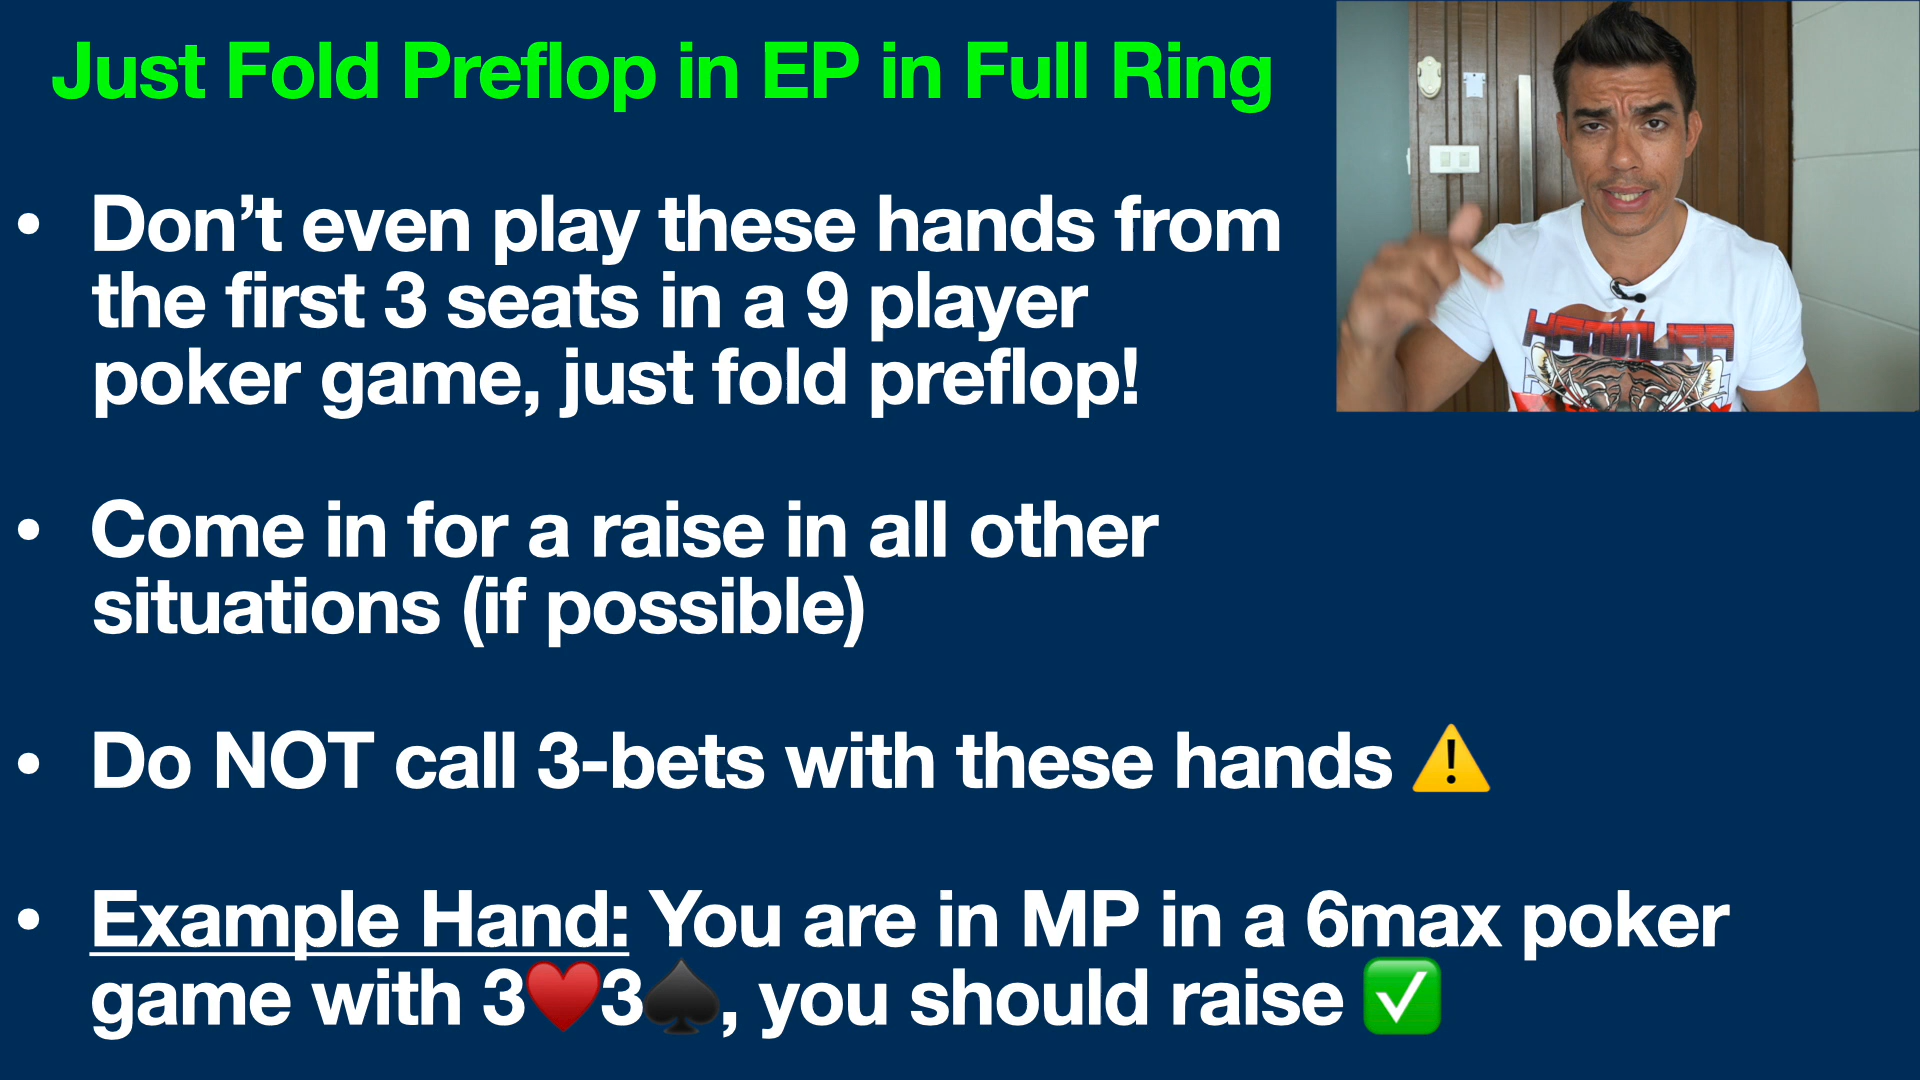 Just Fold Preflop in EP in Full Ring
• Don’t even play these hands from
the first 3 seats in a 9 player
poker game, just fold preflop!
• Come in for a raise in all other
situations (if possible)
• Do NOT call 3-bets with these hands ⚠️
• Example Hand: You are in MP in a 6max poker
game with 3♥️3♠️, you should raise ✅